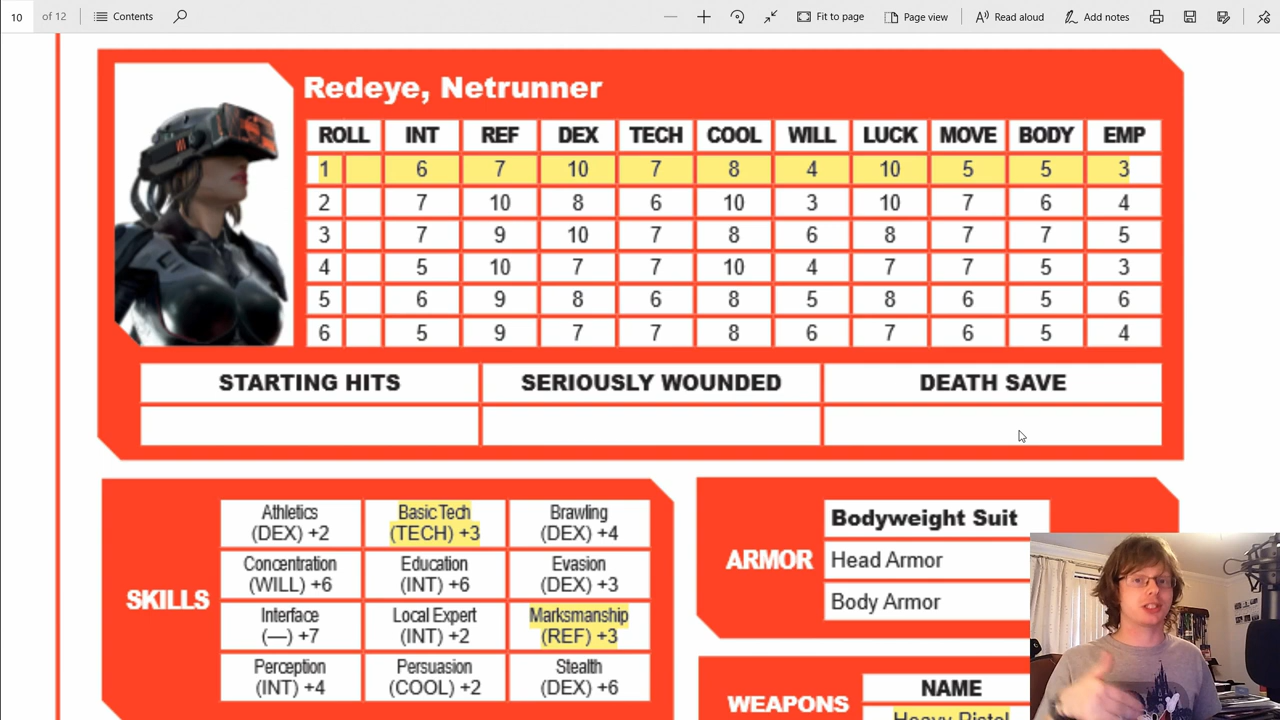 10 of 12 Contents Fit to page Page view Read aloud Add notes
Redeye, Netrunner
ROLL INT REF DEX TECH COOL WILL LUCK MOVE BODY EMP
1 6 7 10 7 8 4 10 5 5 3
2 7 10 8 6 10 3 10 7 6 4
3 7 9 10 7 8 6 8 7 7 5
4 5 10 7 7 10 4 7 7 5 3
5 6 9 8 6 8 5 8 6 5 6
6 5 9 7 7 8 6 7 6 5 4
STARTING HITS SERIOUSLY WOUNDED DEATH SAVE
SKILLS
Athletics Basic Tech Brawling
(DEX) +2 (TECH) +3 (DEX) +4
Concentration Education Evasion
(WILL) +6 (INT) +6 (DEX) +3
Interface Local Expert Marksmanship
(—) +7 (INT) +2 (REF) +3
Perception Persuasion Stealth
(INT) +4 (COOL) +2 (DEX) +6
ARMOR
Bodyweight Suit
Head Armor
Body Armor
WEAPONS
NAME
Heavy Pistol